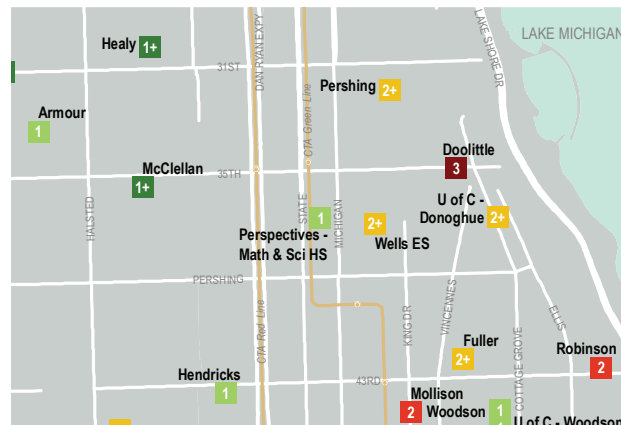 LAKE MICHIGAN
LAKE SHORE DR
DAN RYAN EXPY
Healy
1+
31ST
CTA Green Line
Pershing
2+
Armour
1
Doolittle
3
McClellan
1+
35TH
HALSTED
STATE
MICHIGAN
1
Perspectives -
Math & Sci HS
2+
Wells ES
U of C -
Donoghue
2+
PERSHING
CTA Red Line
KING DR
VINCENNES
ELLIS
COTTAGE GROVE
Fuller
2+
Robinson
2
Hendricks
1
43RD
Mollison
2
Woodson
1
1
U of C - Woodson